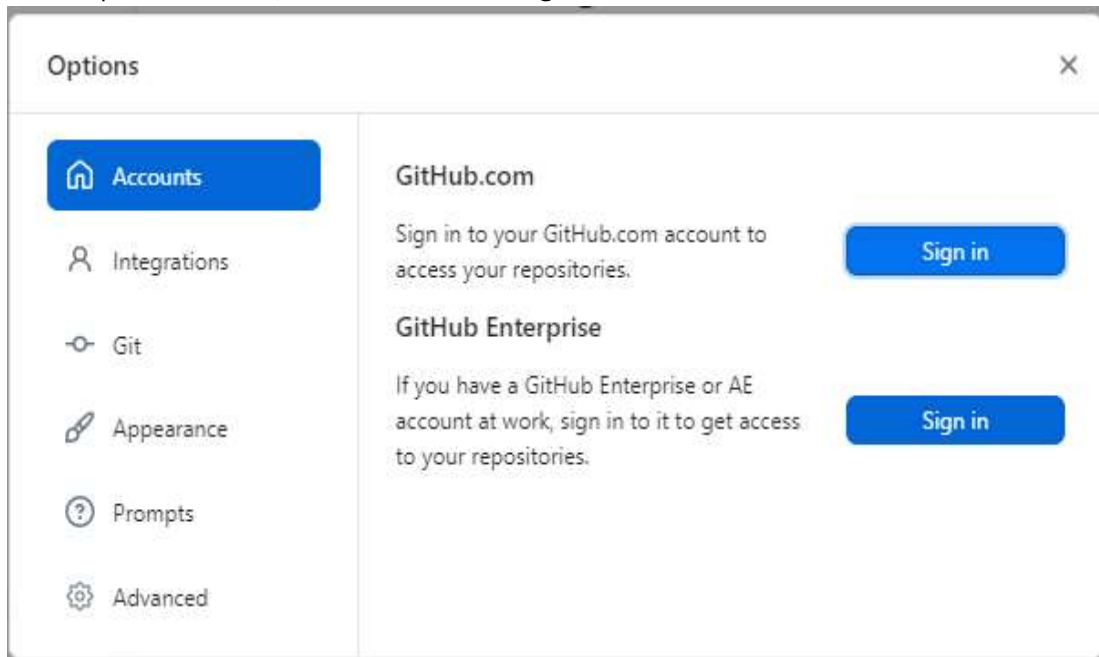 Options
Accounts
Integrations
Git
Appearance
Prompts
Advanced
GitHub.com
Sign in to your GitHub.com account to
access your repositories.
Sign in
GitHub Enterprise
If you have a GitHub Enterprise or AE
account at work, sign in to it to get access
to your repositories.
Sign in